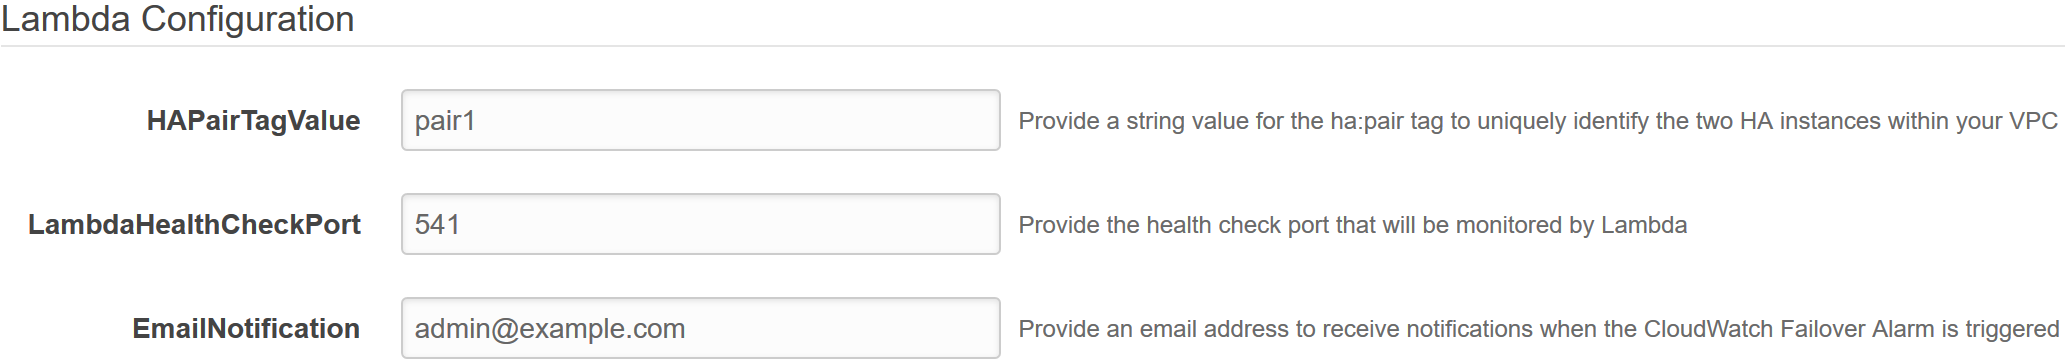 Lambda Configuration
HAPairTagValue pair1 Provide a string value for the ha:pair tag to uniquely identify the two HA instances within your VPC
LambdaHealthCheckPort 541 Provide the health check port that will be monitored by Lambda
EmailNotification admin@example.com Provide an email address to receive notifications when the CloudWatch Failover Alarm is triggered